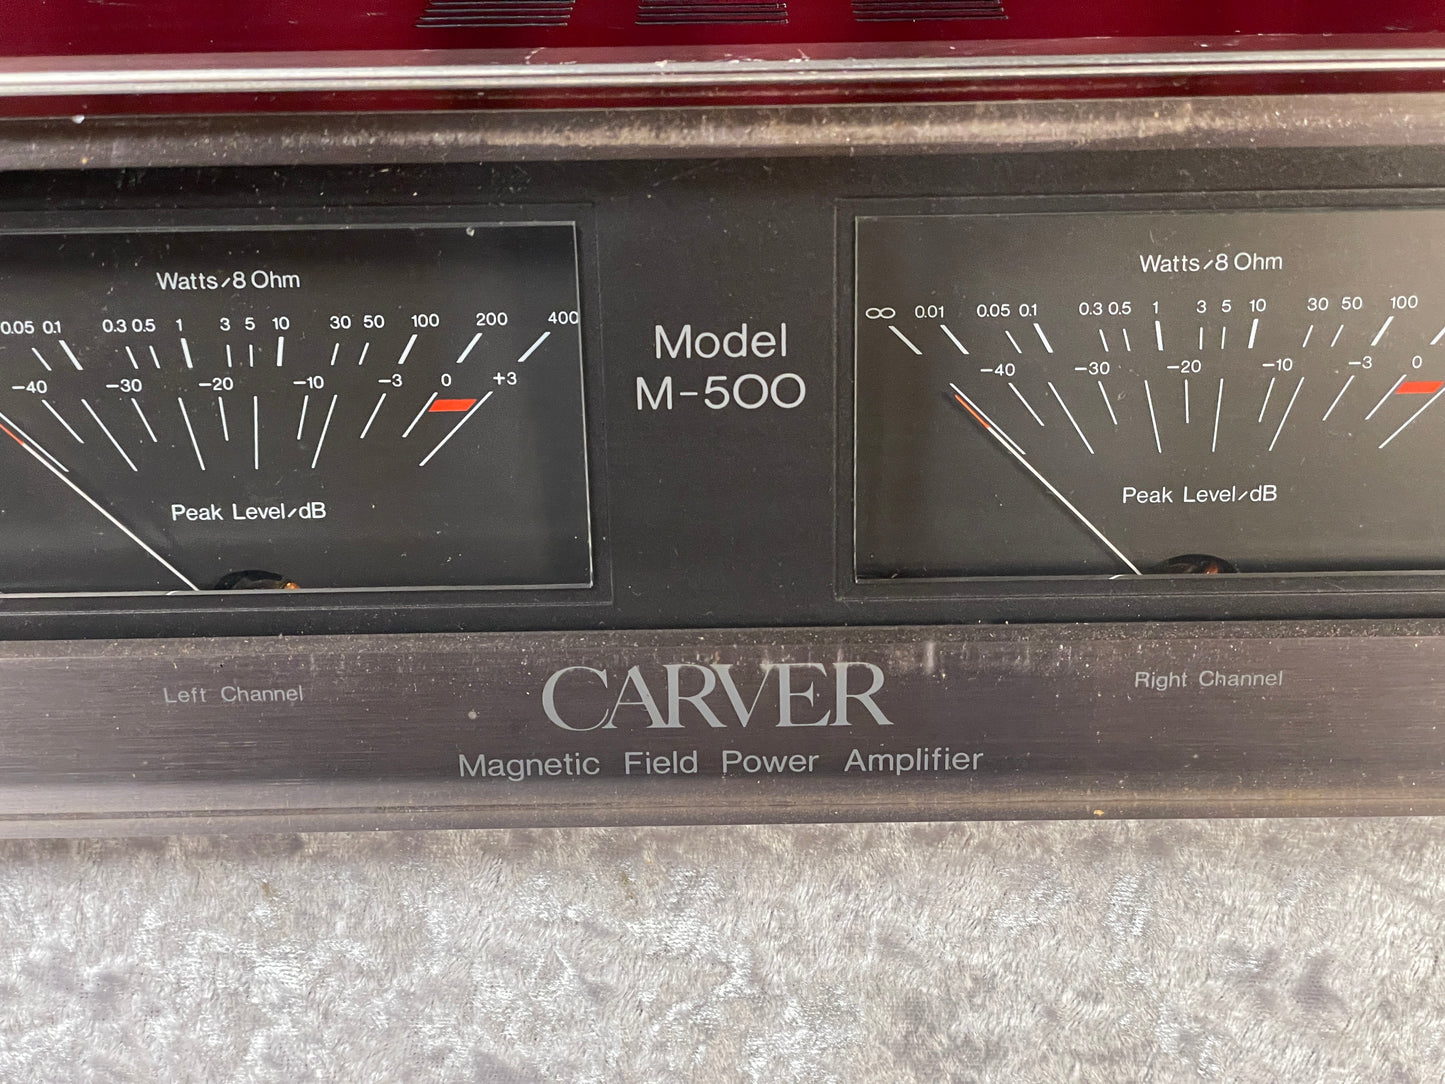 Watts/8 Ohm
0.05 0.1 0.3 0.5 1 3 5 10 30 50 100 200 400
-40 -30 -20 -10 -3 0 +3
Peak Level/dB
Model
M-500
Watts/8 Ohm
∞ 0.01 0.05 0.1 0.3 0.5 1 3 5 10 30 50 100
-40 -30 -20 -10 -3 0
Peak Level/dB
Left Channel
CARVER
Right Channel
Magnetic Field Power Amplifier